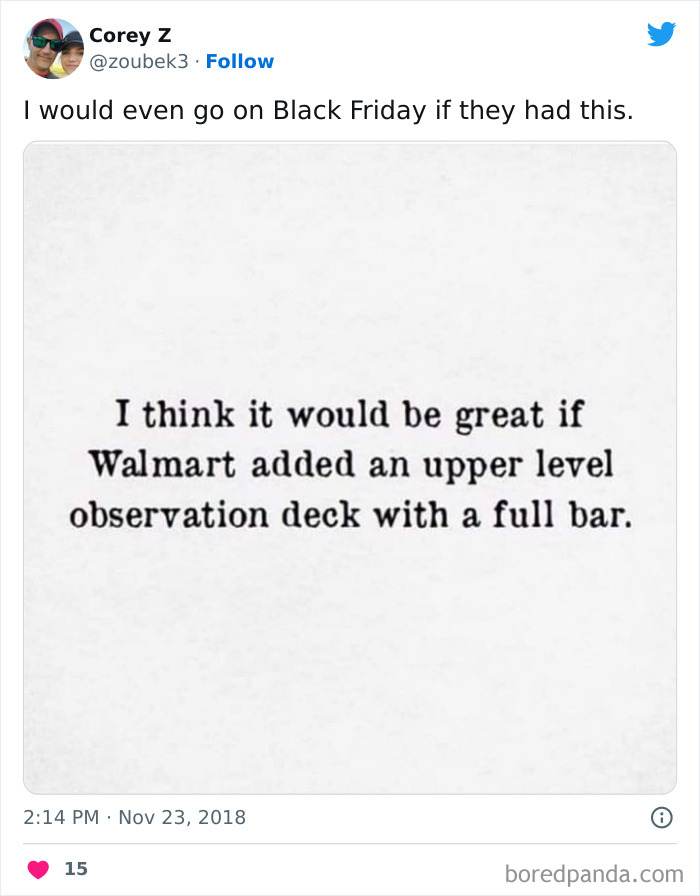 Corey Z
@zoubek3 · Follow
I would even go on Black Friday if they had this.
I think it would be great if
Walmart added an upper level
observation deck with a full bar.
2:14 PM · Nov 23, 2018
15
boredpanda.com